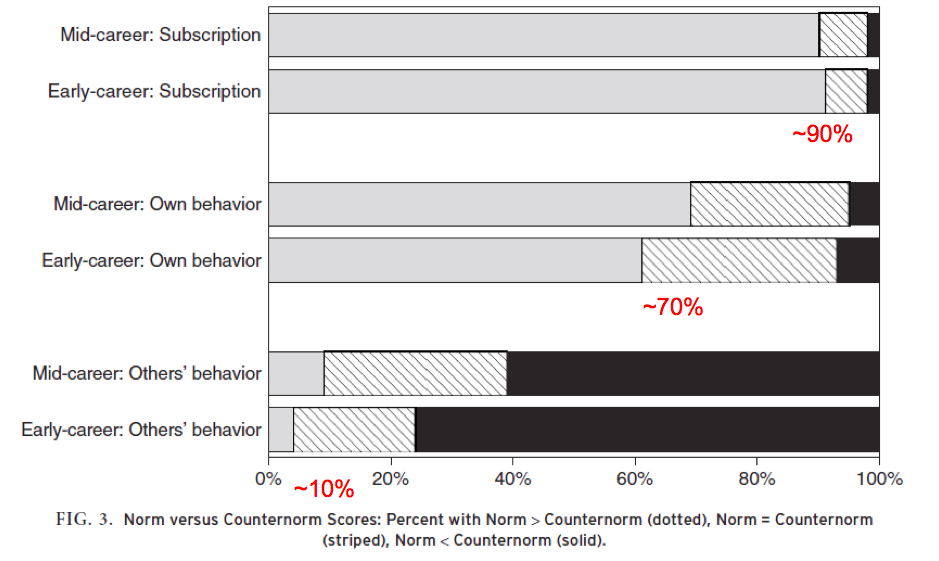 Mid-career: Subscription
Early-career: Subscription
~90%
Mid-career: Own behavior
Early-career: Own behavior
~70%
Mid-career: Others’ behavior
Early-career: Others’ behavior
0% 20% 40% 60% 80% 100%
~10%
FIG. 3. Norm versus Counternorm Scores: Percent with Norm > Counternorm (dotted), Norm = Counternorm
(striped), Norm < Counternorm (solid).